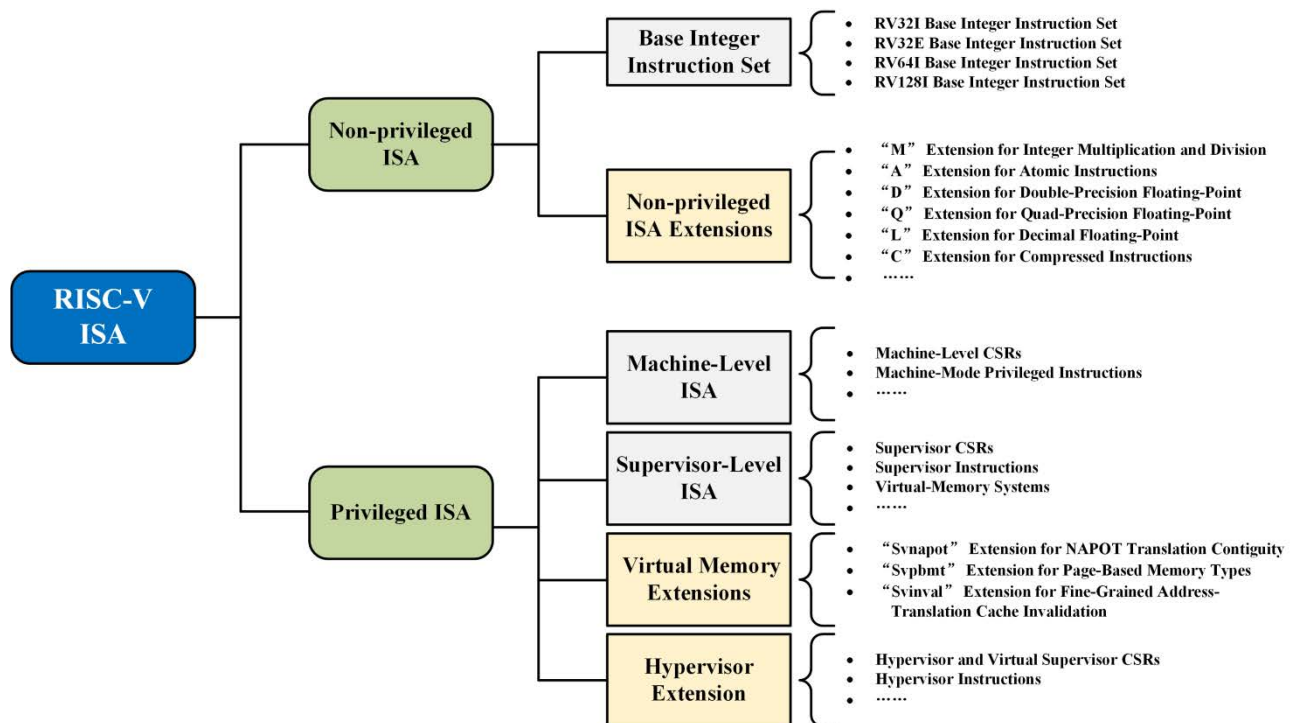 RISC-V
ISA
Non-privileged
ISA
Base Integer
Instruction Set
• RV32I Base Integer Instruction Set
• RV32E Base Integer Instruction Set
• RV64I Base Integer Instruction Set
• RV128I Base Integer Instruction Set
Non-privileged
ISA Extensions
• “M” Extension for Integer Multiplication and Division
• “A” Extension for Atomic Instructions
• “D” Extension for Double-Precision Floating-Point
• “Q” Extension for Quad-Precision Floating-Point
• “L” Extension for Decimal Floating-Point
• “C” Extension for Compressed Instructions
• ……
Privileged ISA
Machine-Level
ISA
• Machine-Level CSRs
• Machine-Mode Privileged Instructions
• ……
Supervisor-Level
ISA
• Supervisor CSRs
• Supervisor Instructions
• Virtual-Memory Systems
• ……
Virtual Memory
Extensions
• “Svnapot” Extension for NAPOT Translation Contiguity
• “Svpbmt” Extension for Page-Based Memory Types
• “Svinval” Extension for Fine-Grained Address-
Translation Cache Invalidation
Hypervisor
Extension
• Hypervisor and Virtual Supervisor CSRs
• Hypervisor Instructions
• ……